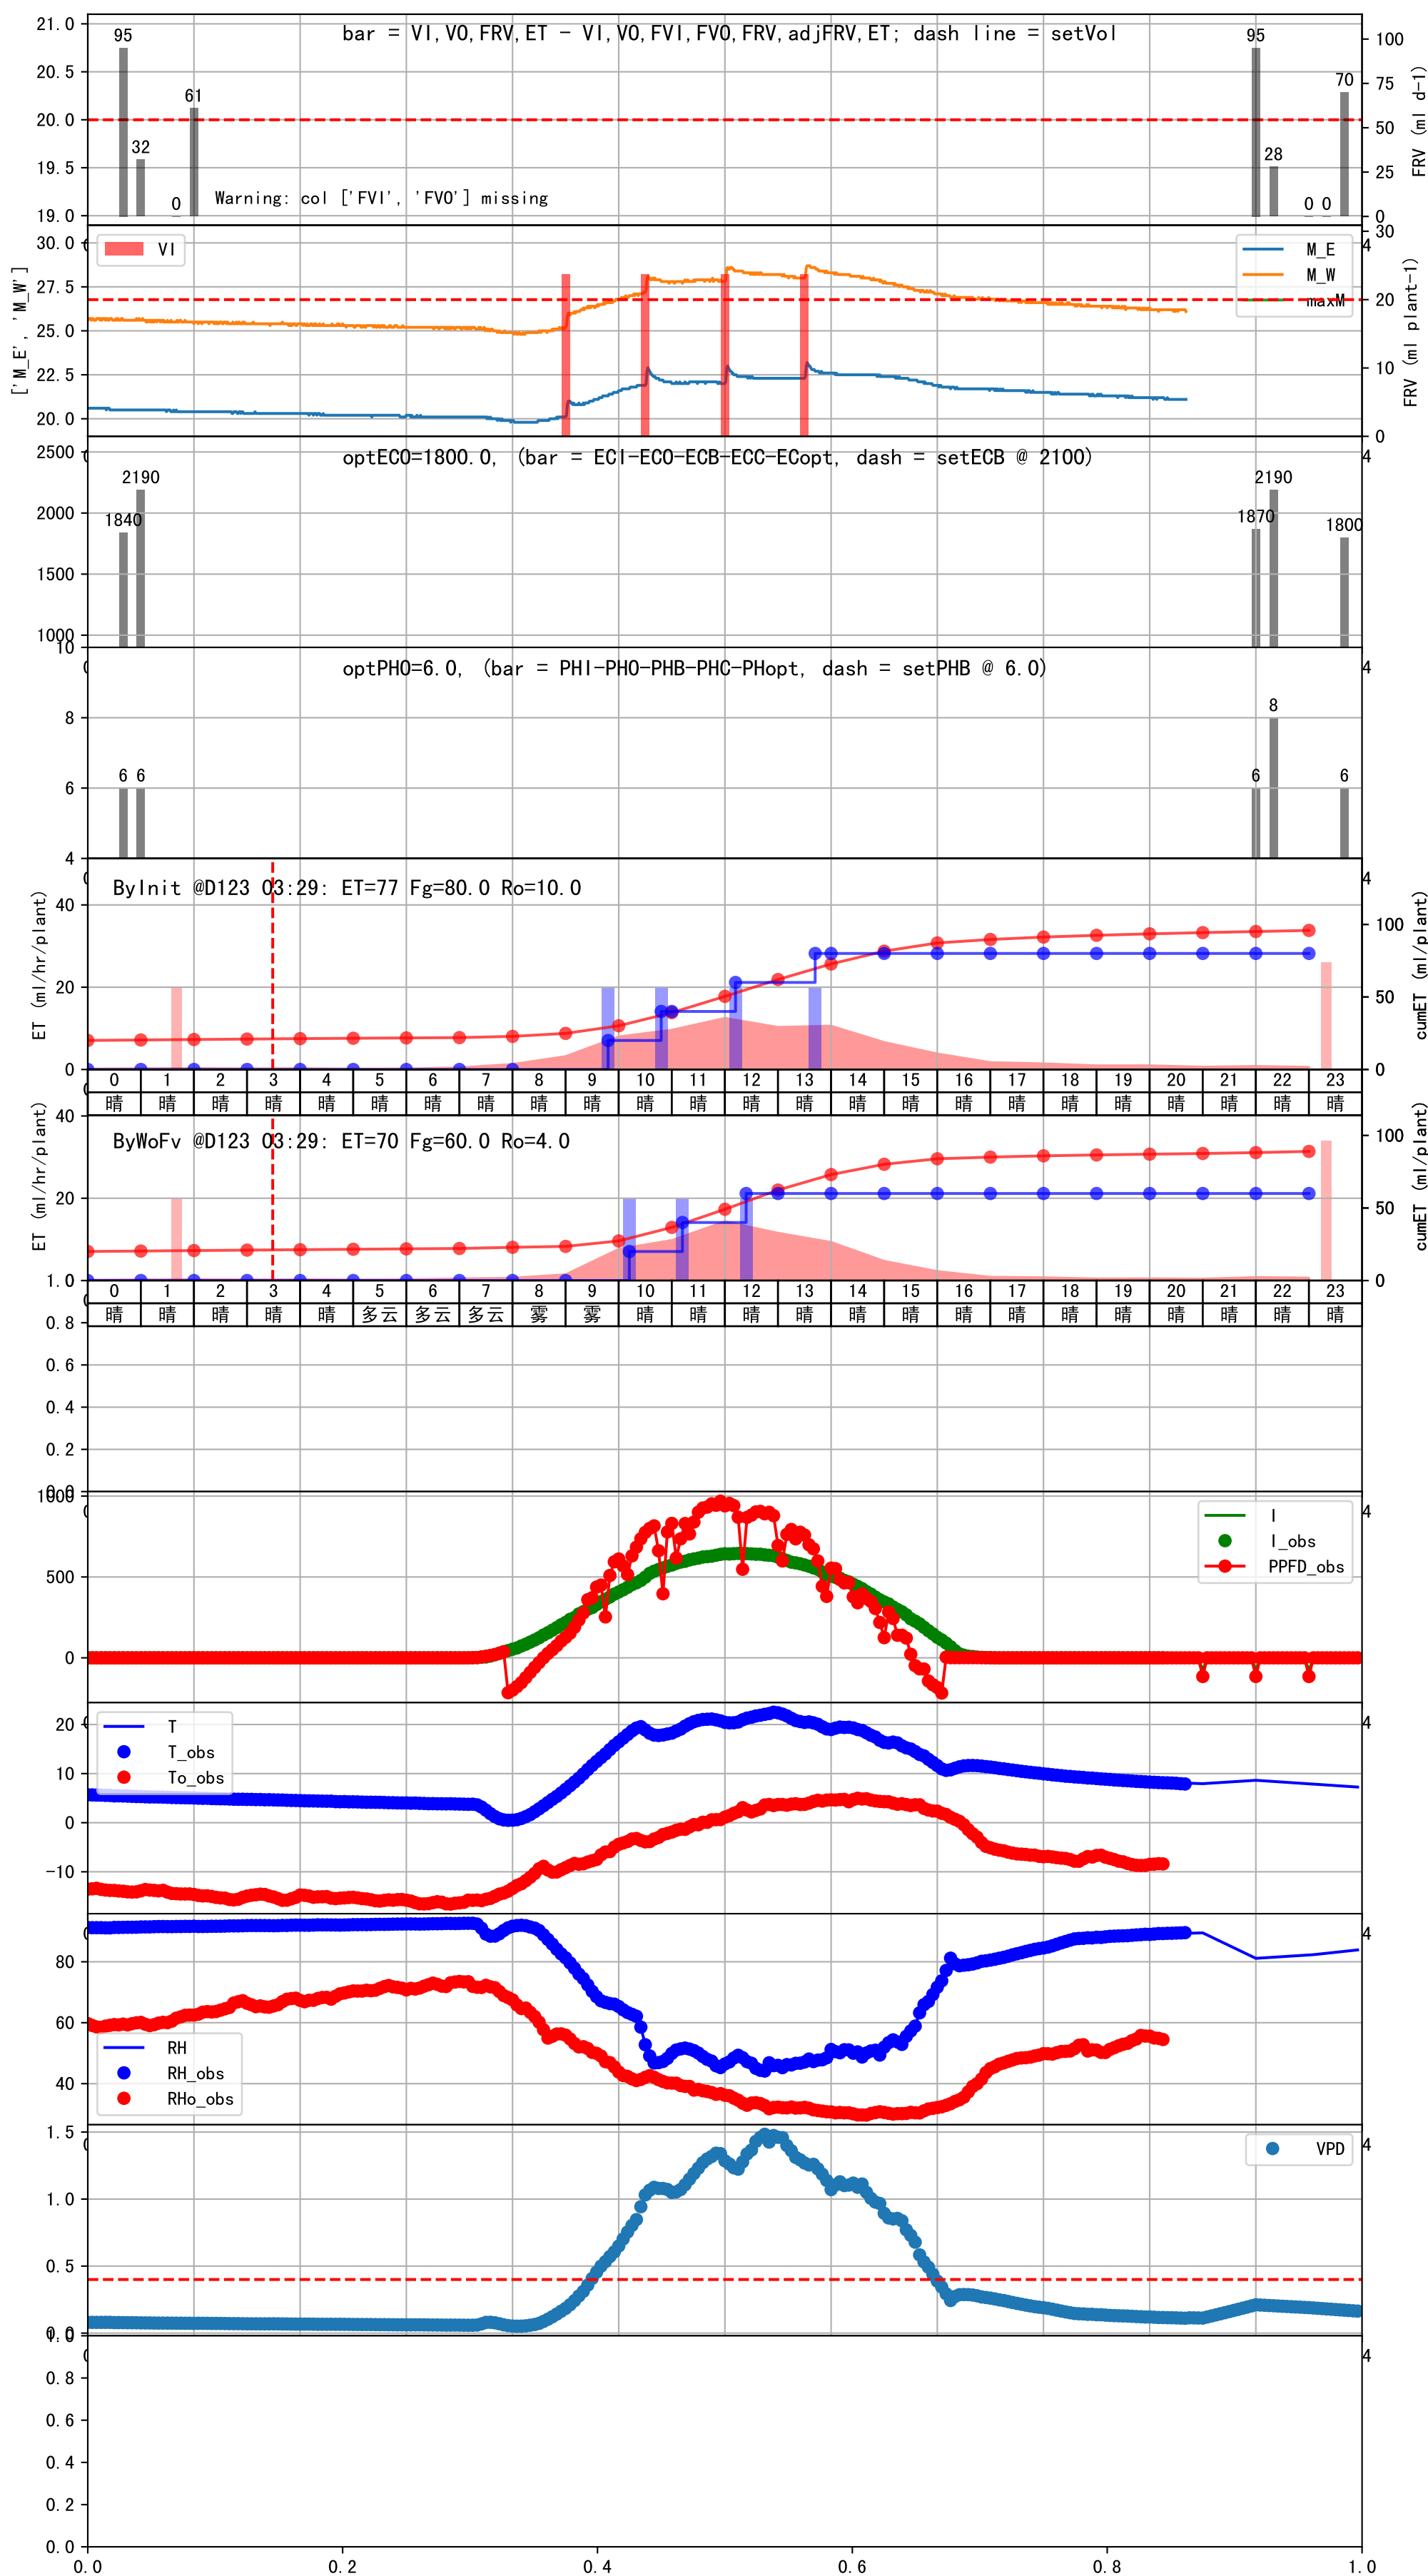 bar = VI,VO,FRV,ET - VI,VO,FVI,FVO,FRV,adjFRV,ET; dash line = setVol
21.0
20.5
20.0
19.5
19.0
95
32
0
61
95
28
0 0
70
Warning: col ['FVI', 'FVO'] missing
100
75
50
25
0
FRV (ml d-1)
['M_E','M_W']
30.0
27.5
25.0
22.5
20.0
VI
M_E
M_W
maxM
30
4
20
10
0
FRV (ml plant-1)
optECO=1800.0, (bar = ECI-ECO-ECB-ECC-ECopt, dash = setECB @ 2100)
2500
2000
1500
1000
1840
2190
1870
2190
1800
4
optPHO=6.0, (bar = PHI-PHO-PHB-PHC-PHopt, dash = setPHB @ 6.0)
10
8
6
4
6 6
6
8
6
4
ByInit @D123 03:29: ET=77 Fg=80.0 Ro=10.0
ET (ml/hr/plant)
40
20
0
4
100
50
0
cumET (ml/plant)
0 1 2 3 4 5 6 7 8 9 10 11 12 13 14 15 16 17 18 19 20 21 22 23
晴 晴 晴 晴 晴 晴 晴 晴 晴 晴 晴 晴 晴 晴 晴 晴 晴 晴 晴 晴 晴 晴 晴 晴
ByWoFv @D123 03:29: ET=70 Fg=60.0 Ro=4.0
ET (ml/hr/plant)
40
20
1.0
100
50
0
cumET (ml/plant)
0 1 2 3 4 5 6 7 8 9 10 11 12 13 14 15 16 17 18 19 20 21 22 23
晴 晴 晴 晴 晴 多云 多云 多云 雾 雾 晴 晴 晴 晴 晴 晴 晴 晴 晴 晴 晴 晴 晴 晴
0.8
0.6
0.4
0.2
0.0
1000
500
0
I
I_obs
PPFD_obs
4
20
10
0
-10
T
T_obs
To_obs
4
80
60
40
RH
RH_obs
RHo_obs
4
1.5
1.0
0.5
0.0
VPD
4
1.0
0.8
0.6
0.4
0.2
0.0
4
0.0 0.2 0.4 0.6 0.8 1.0